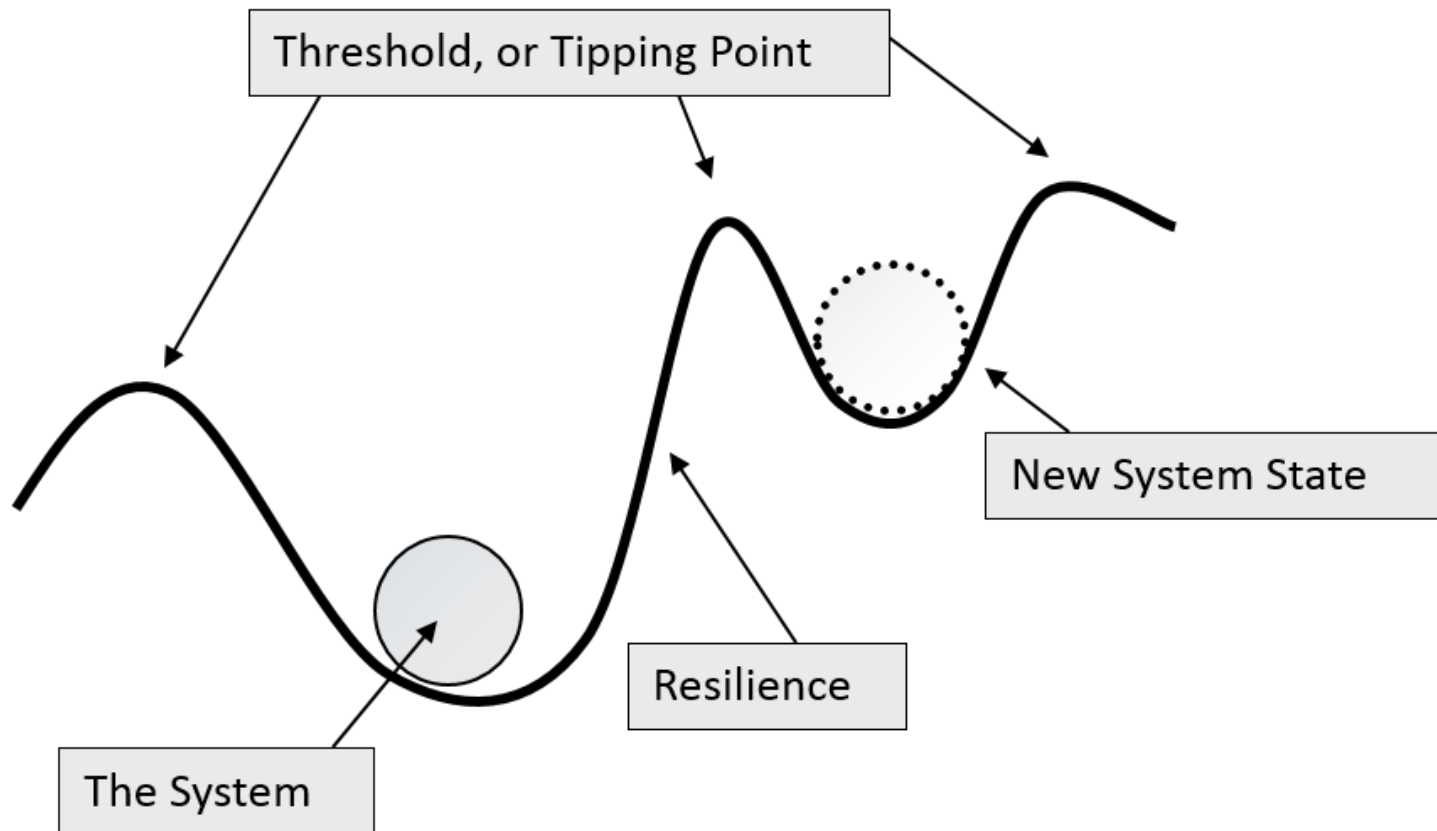 Threshold, or Tipping Point
New System State
Resilience
The System